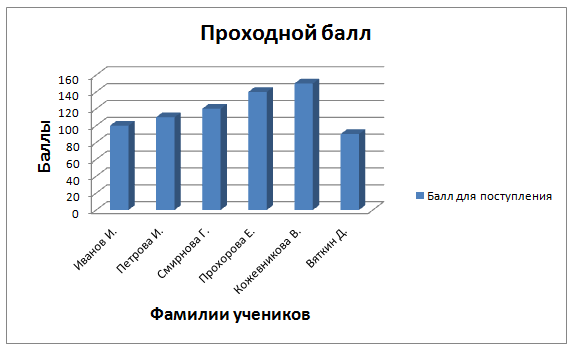 Проходной балл
Баллы
160
140
120
100
80
60
40
20
0
Иванов И.
Петрова И.
Смирнова Г.
Прохорова Е.
Кожевникова В.
Вяткин Д.
Балл для поступления
Фамилии учеников